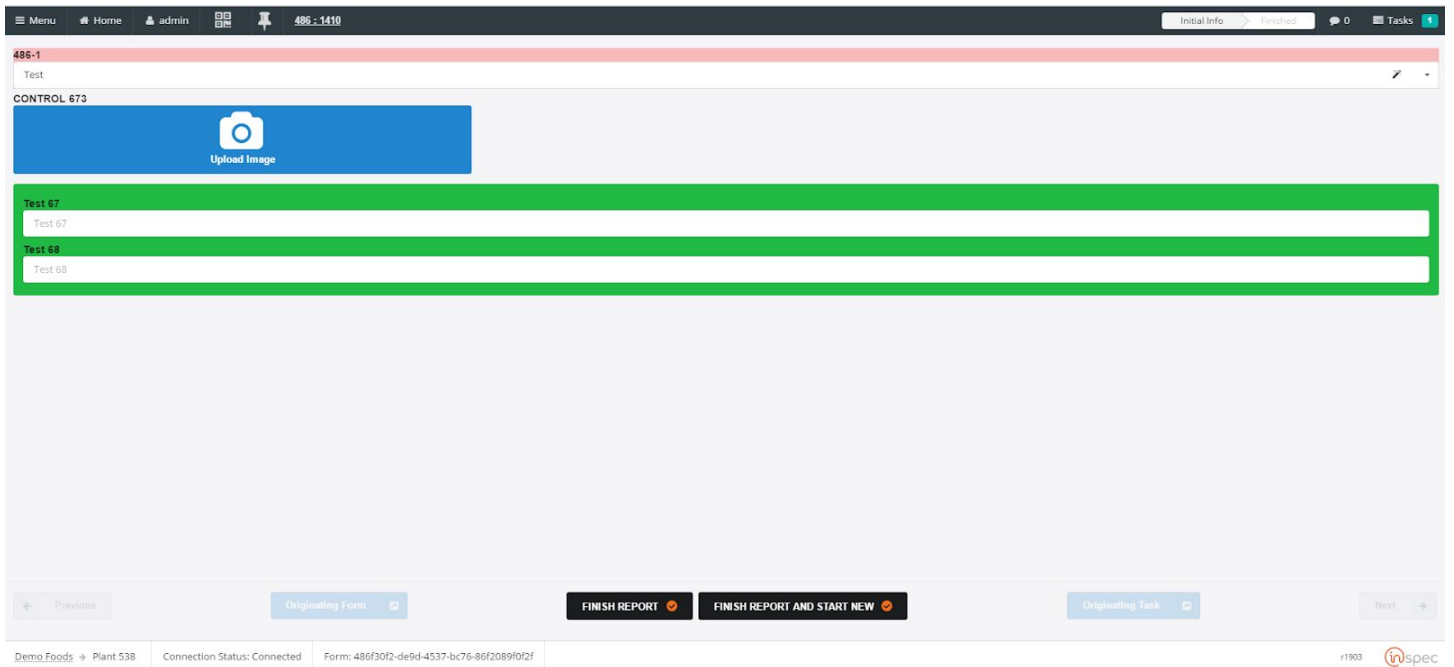 Menu Home admin 486 : 1410 Initial Info Finished 0 Tasks 1
486-1
Test
CONTROL 673
Upload Image
Test 67
Test 67
Test 68
Test 68
Previous Originating Form FINISH REPORT FINISH REPORT AND START NEW Originating Task Next
Demo Foods → Plant 538 Connection Status: Connected Form: 486f30f2-de9d-4537-bc76-86f2089f0f2f r1903 inspec